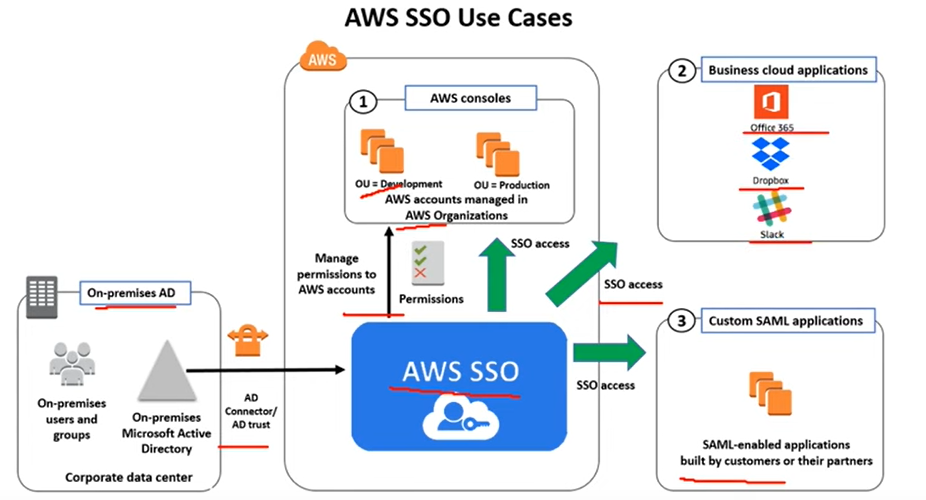 AWS SSO Use Cases
AWS
1
AWS consoles
OU = Development
OU = Production
AWS accounts managed in
AWS Organizations
2
Business cloud applications
Office 365
Dropbox
Slack
Manage
permissions to
AWS accounts
Permissions
SSO access
SSO access
SSO access
On-premises AD
On-premises
users and
groups
On-premises
Microsoft Active
Directory
Corporate data center
AD
Connector/
AD trust
AWS SSO
3
Custom SAML applications
SAML-enabled applications
built by customers or their partners